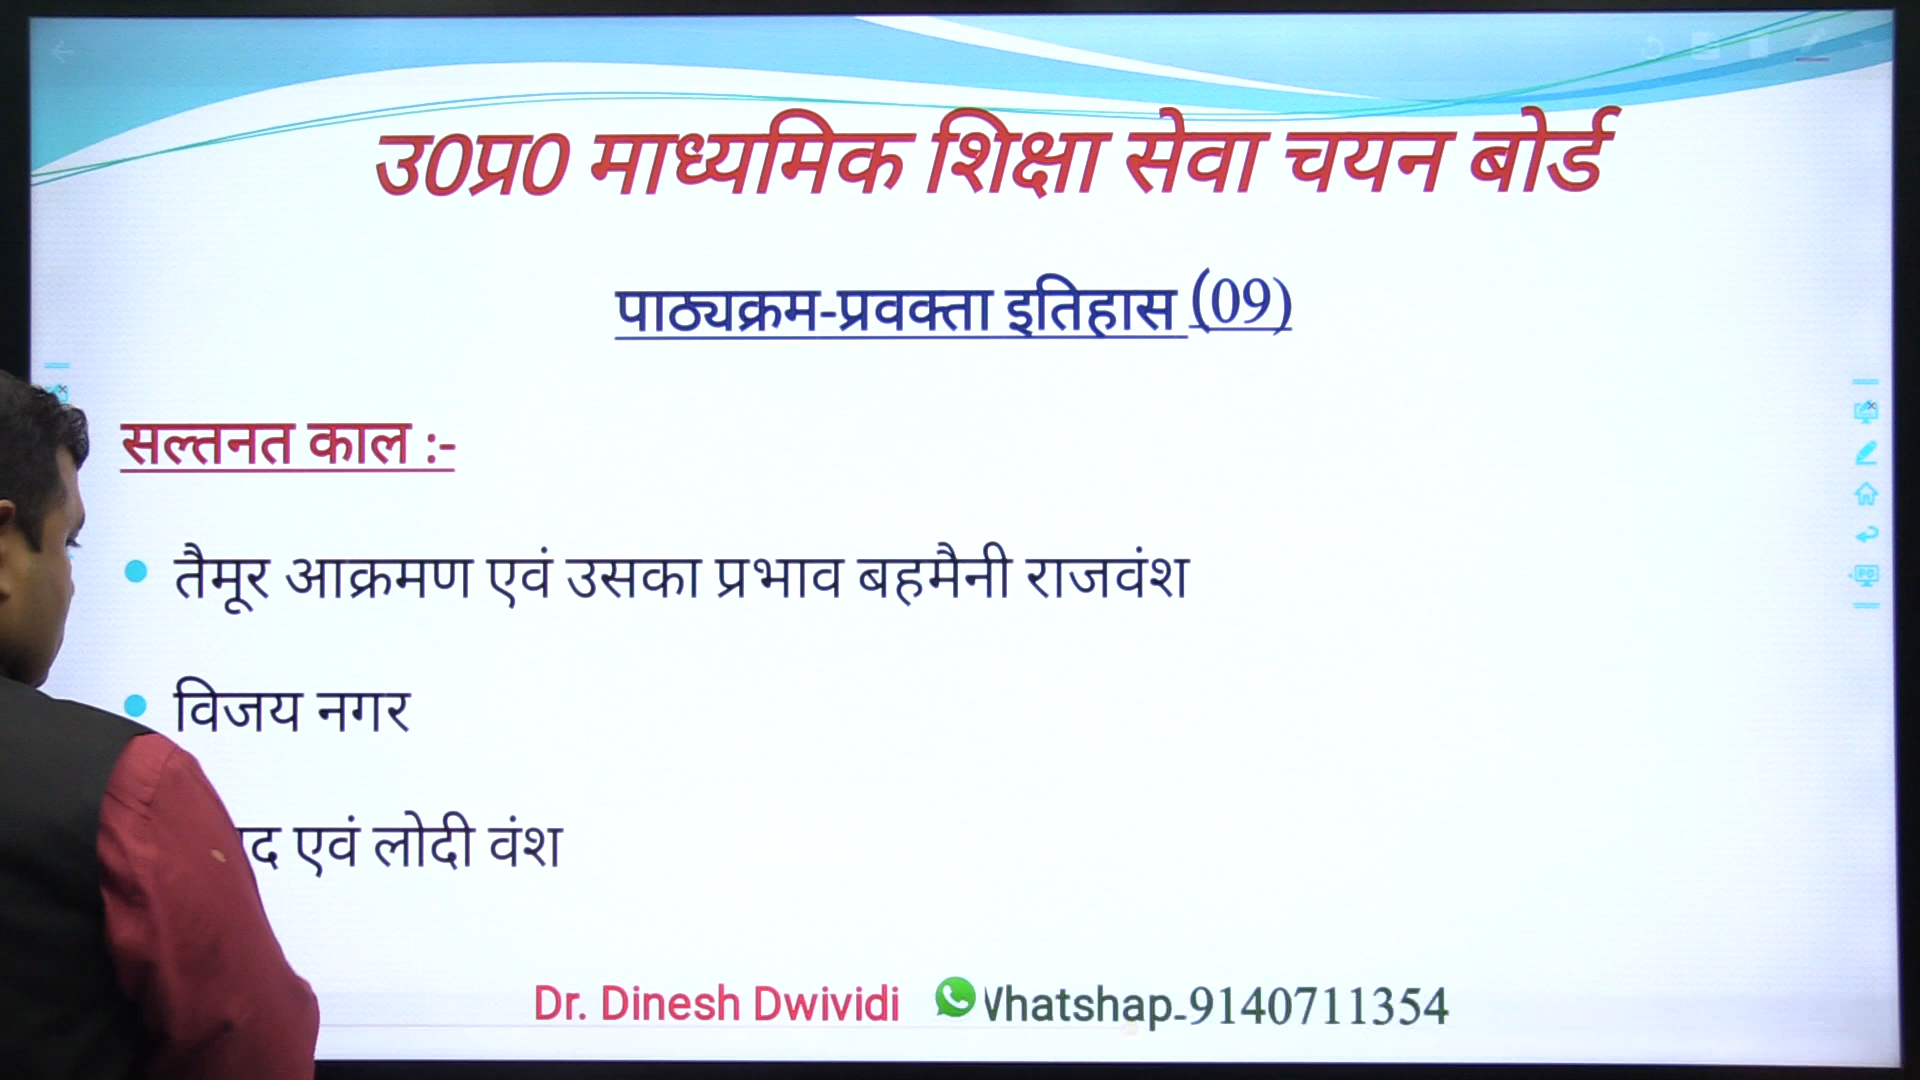 उ0प्र0 माध्यमिक शिक्षा सेवा चयन बोर्ड
पाठ्यक्रम-प्रवक्ता इतिहास (09)
सल्तनत काल :-
• तैमूर आक्रमण एवं उसका प्रभाव बहमैनी राजवंश
• विजय नगर
एवं लोदी वंश
Dr. Dinesh Dwividi Whatshap-9140711354